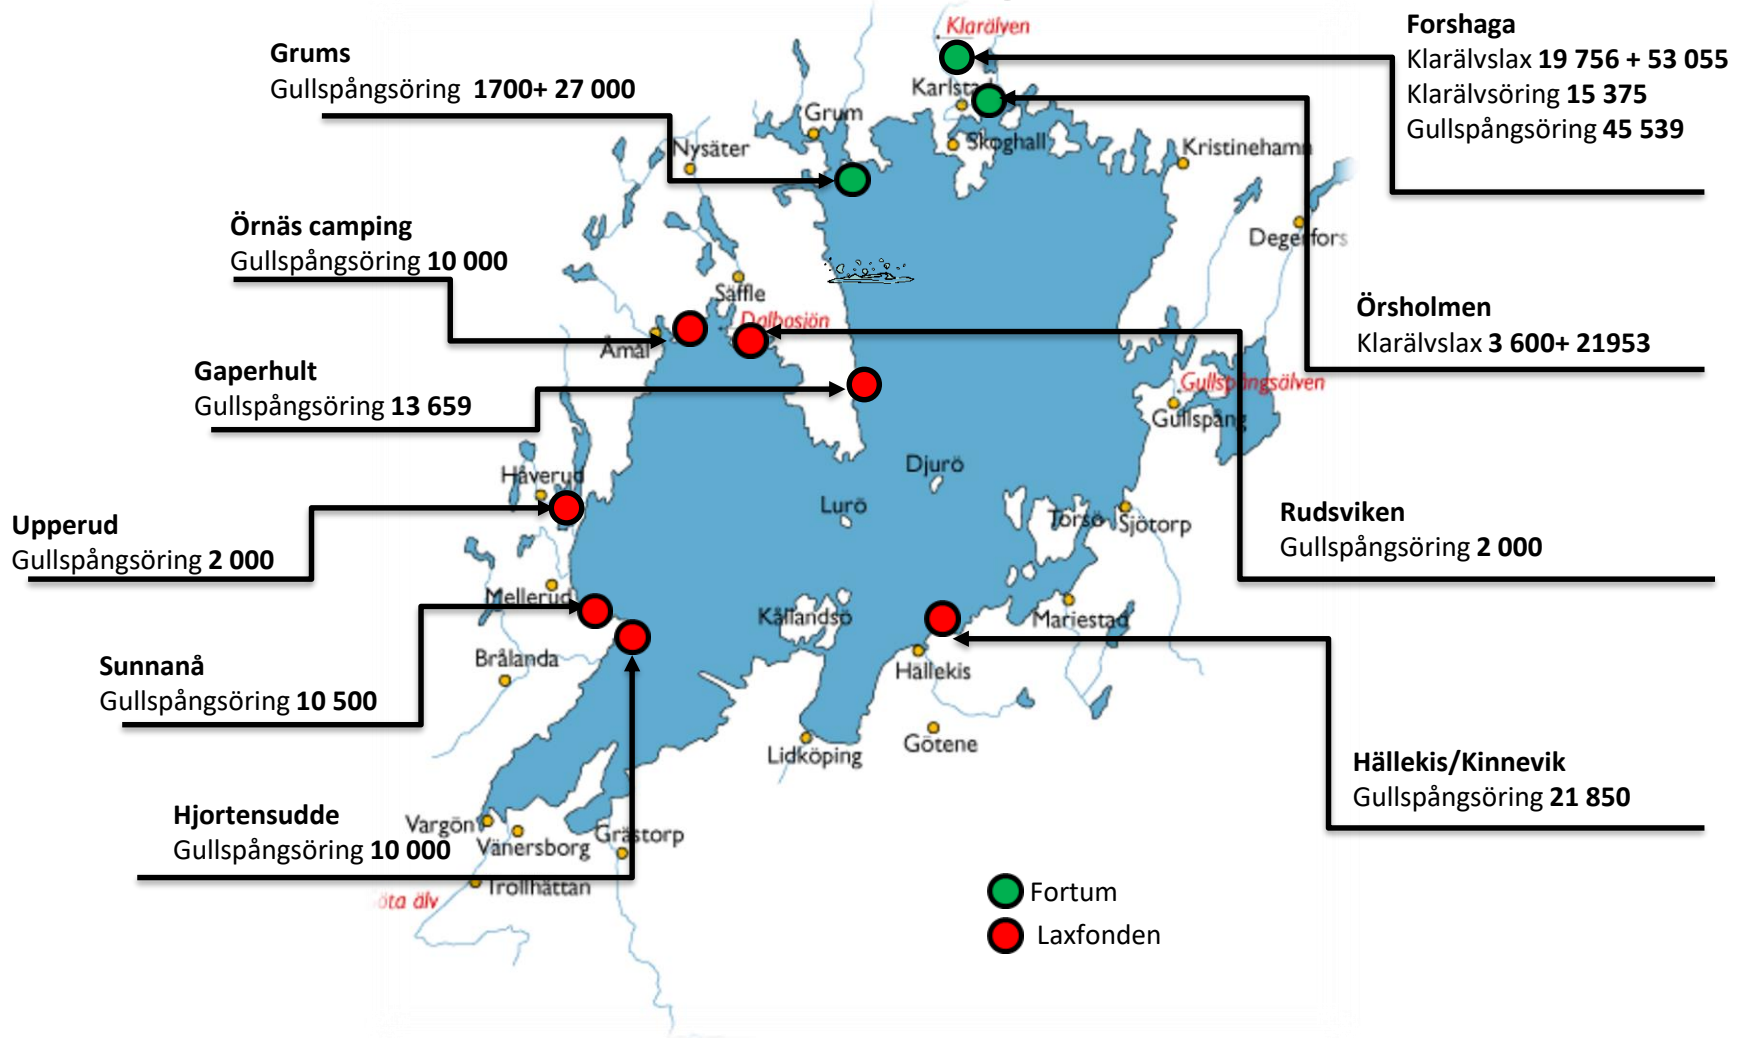 Grums
Gullspångsöring 1700+ 27 000
Forshaga
Klarälvslax 19 756 + 53 055
Klarälvsöring 15 375
Gullspångsöring 45 539
Klarälven
Karlstad
Grum
Skoghall
Nysäter
Kristinehamn
Örnäs camping
Gullspångsöring 10 000
Degerfors
Säffle
Dalbosjön
Åmål
Örsholmen
Klarälvslax 3 600+ 21953
Gaperhult
Gullspångsöring 13 659
Gullspångsälven
Gullspång
Djurö
Håverud
Lurö
Torsö
Sjötorp
Upperud
Gullspångsöring 2 000
Rudsviken
Gullspångsöring 2 000
Mellerud
Kållandsö
Mariestad
Sunnanå
Gullspångsöring 10 500
Brålanda
Hällekis
Götene
Lidköping
Hällekis/Kinnevik
Gullspångsöring 21 850
Hjortensudde
Gullspångsöring 10 000
Vargön
Vänersborg
Grästorp
Trollhättan
öta älv
Fortum
Laxfonden